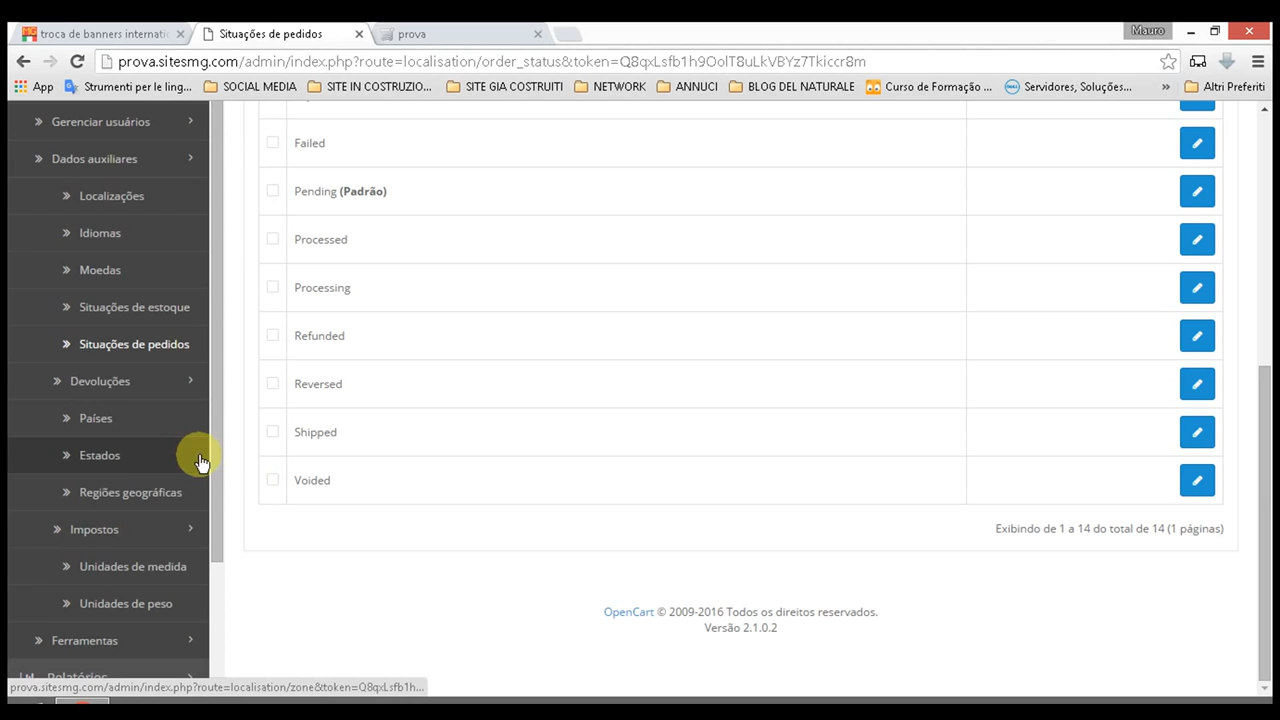 troca de banners internati
Situações de pedidos
prova
Mauro
prova.sitesmg.com/admin/index.php?route=localisation/order_status&token=Q8qxLsfb1h9OolT8uLkVBYz7Tkiccr8m
App
Strumenti per le ling...
SOCIAL MEDIA
SITE IN COSTRUZIO...
SITE GIA COSTRUITI
NETWORK
ANNUCI
BLOG DEL NATURALE
Curso de Formação ...
Servidores, Soluções...
»
Altri Preferiti
Gerenciar usuários
Dados auxiliares
Localizações
Idiomas
Moedas
Situações de estoque
Situações de pedidos
Devoluções
Países
Estados
Regiões geográficas
Impostos
Unidades de medida
Unidades de peso
Ferramentas
Relatórios
Failed
Pending (Padrão)
Processed
Processing
Refunded
Reversed
Shipped
Voided
Exibindo de 1 a 14 do total de 14 (1 páginas)
OpenCart © 2009-2016 Todos os direitos reservados.
Versão 2.1.0.2
prova.sitesmg.com/admin/index.php?route=localisation/zone&token=Q8qxLsfb1h...